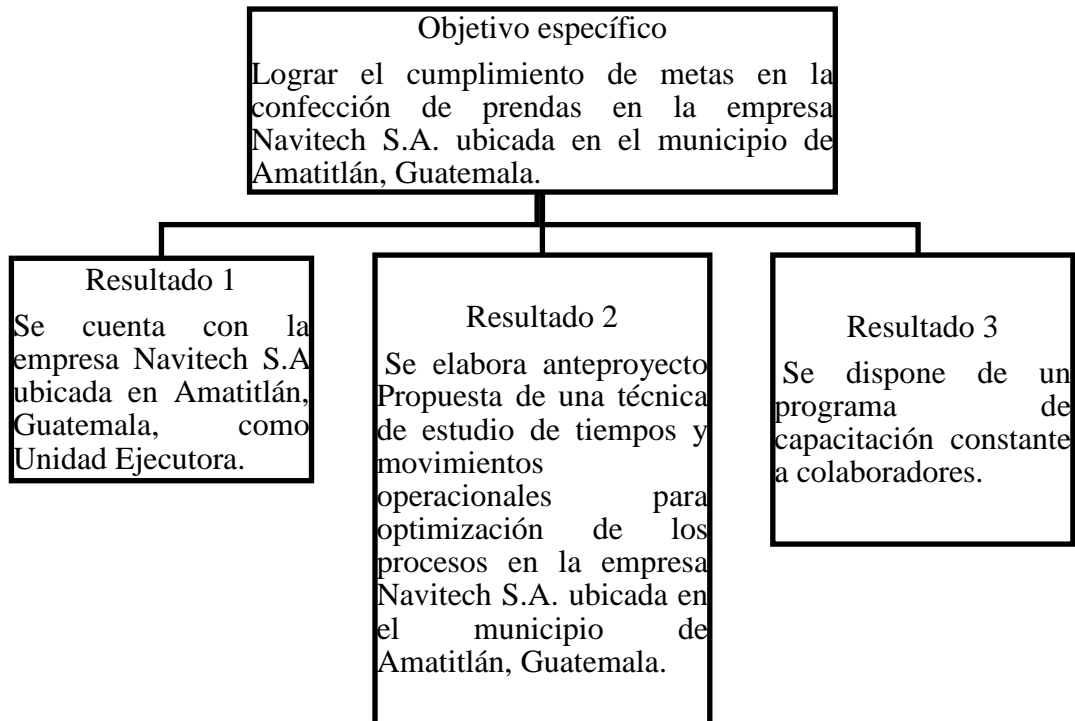 Objetivo específico
Lograr el cumplimiento de metas en la
confección de prendas en la empresa
Navitech S.A. ubicada en el municipio de
Amatitlán, Guatemala.
Resultado 1
Se cuenta con la
empresa Navitech S.A
ubicada en Amatitlán,
Guatemala, como
Unidad Ejecutora.
Resultado 2
Se elabora anteproyecto
Propuesta de una técnica
de estudio de tiempos y
movimientos
operacionales para
optimización de los
procesos en la empresa
Navitech S.A. ubicada en
el municipio de
Amatitlán, Guatemala.
Resultado 3
Se dispone de un
programa de
capacitación constante
a colaboradores.